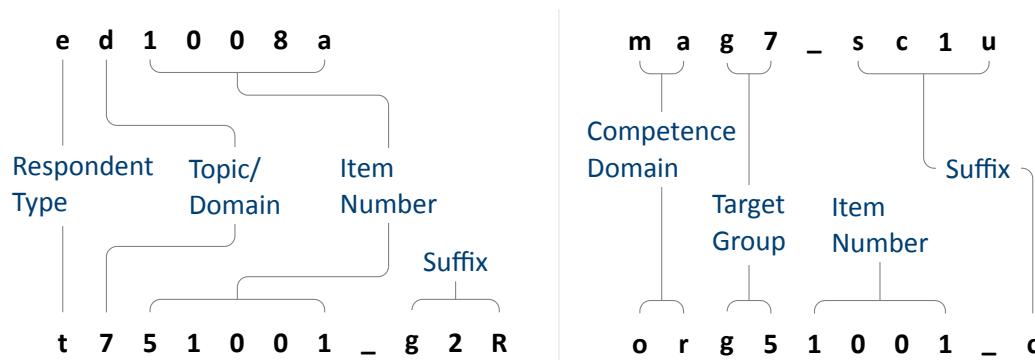 e d 1 0 0 8 a
Respondent
Type
Topic/
Domain
Item
Number
Suffix
t 7 5 1 0 0 1 _ g 2 R
m a g 7 _ s c 1 u
Competence
Domain
Target
Group
Item
Number
Suffix
o r g 5 1 0 0 1 _